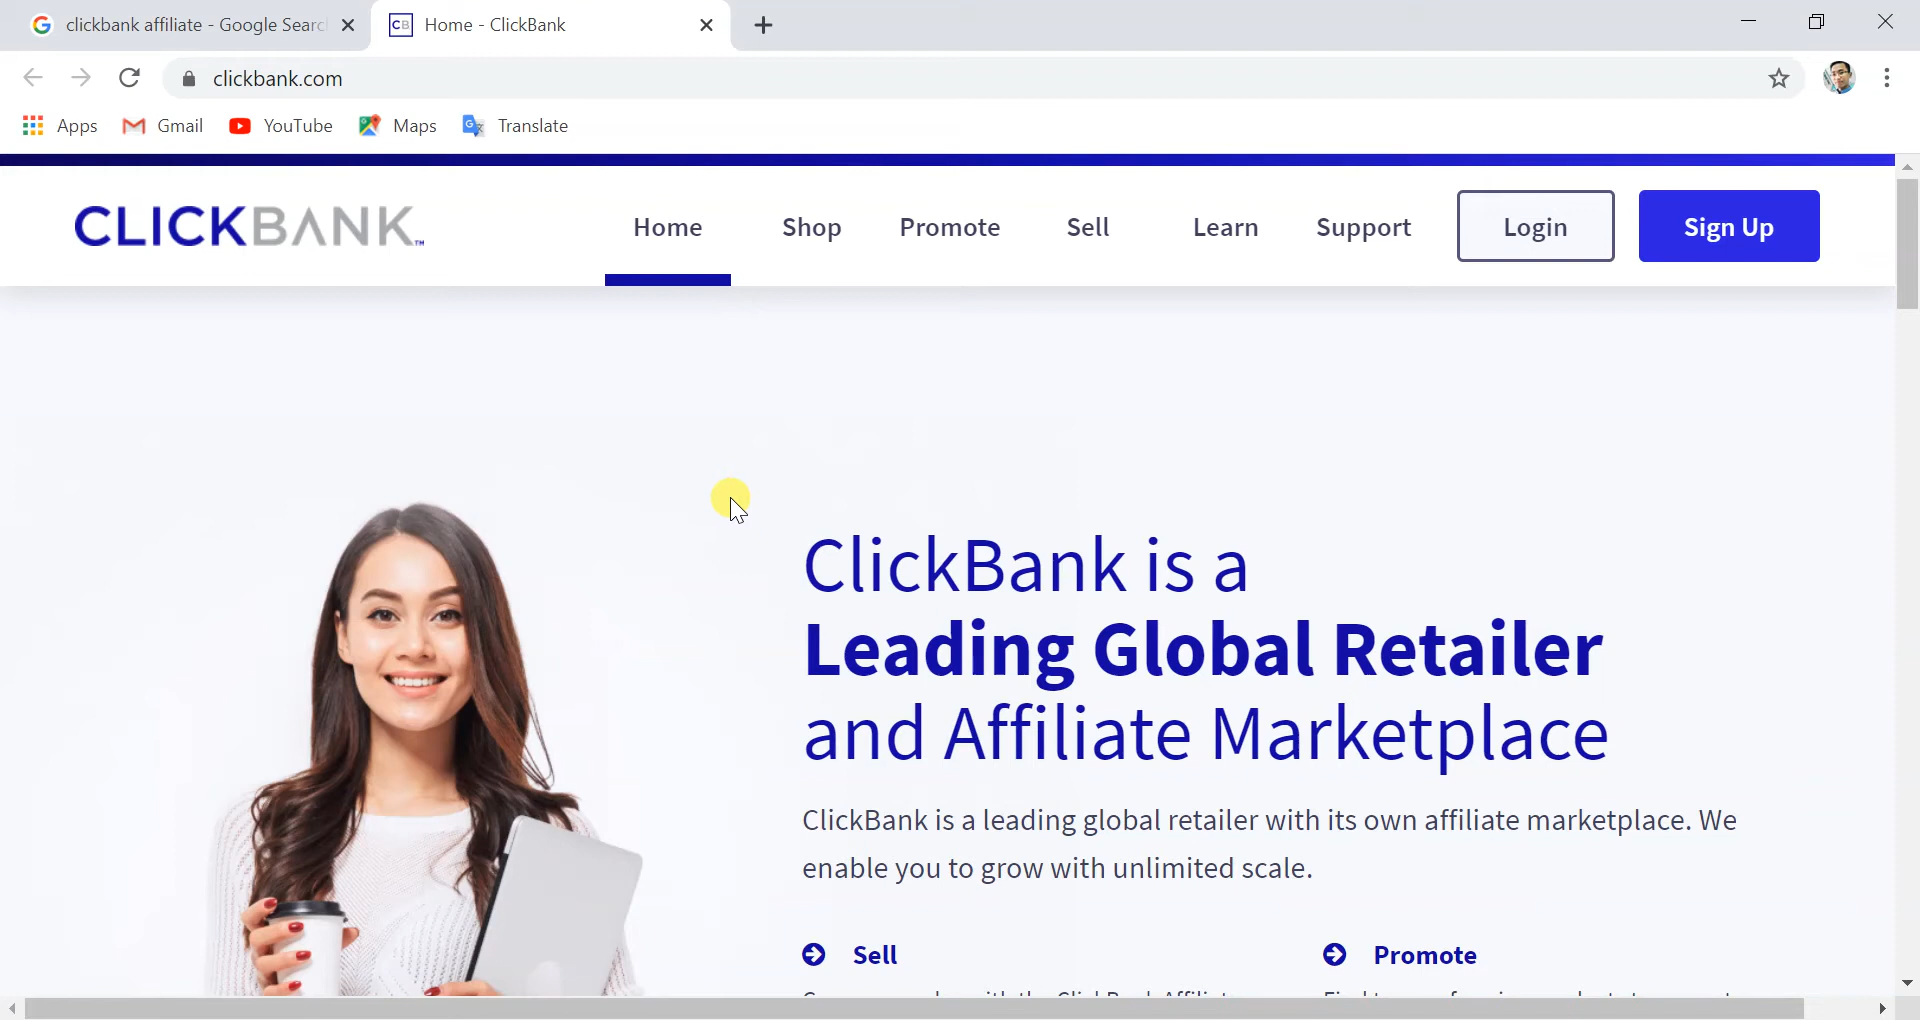 clickbank affiliate - Google Searc
CB Home - ClickBank
clickbank.com
Apps Gmail YouTube Maps Translate
CLICKBANK™ Home Shop Promote Sell Learn Support Login Sign Up
ClickBank is a
Leading Global Retailer
and Affiliate Marketplace
ClickBank is a leading global retailer with its own affiliate marketplace. We
enable you to grow with unlimited scale.
Sell Promote